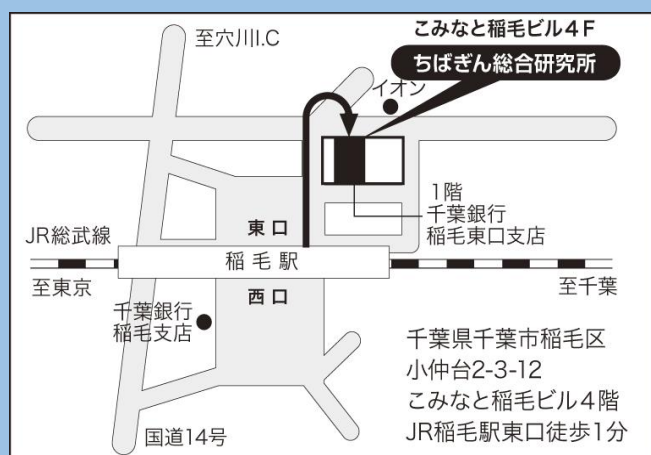 こみなと稲毛ビル４F
ちばぎん総合研究所
至穴川I.C
イオン
1階
千葉銀行
稲毛東口支店
東口
JR総武線
稲毛駅
至東京
西口
至千葉
千葉銀行
稲毛支店
国道14号
千葉県千葉市稲毛区
小仲台2-3-12
こみなと稲毛ビル４階
JR稲毛駅東口徒歩1分